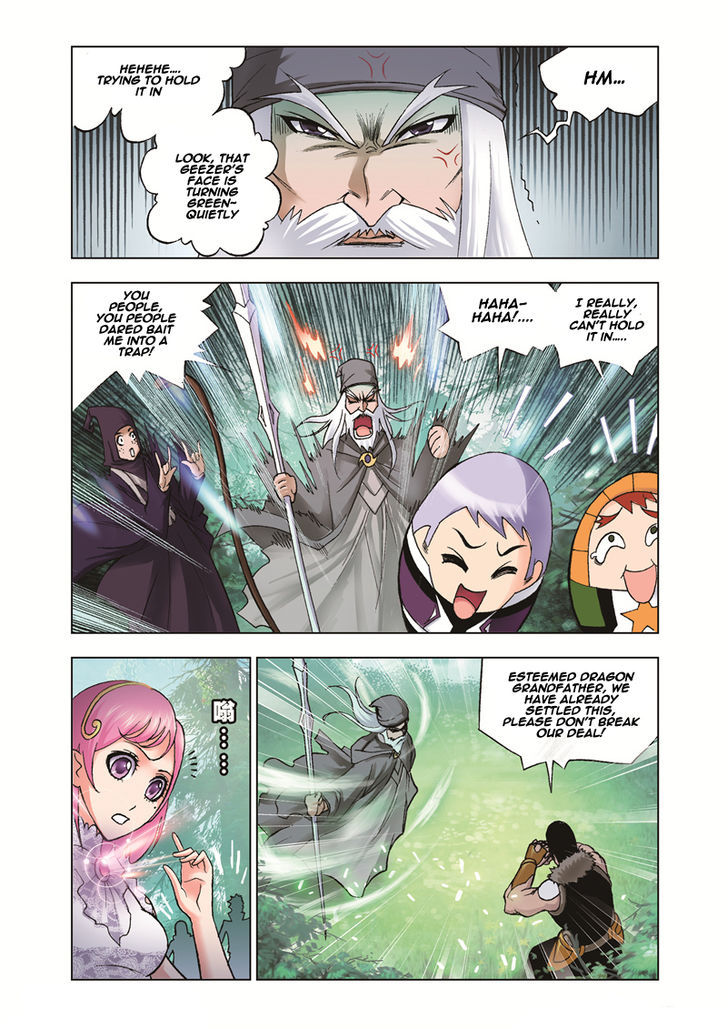 HEHEHE....
TRYING TO HOLD
IT IN
LOOK, THAT
GEEZER'S
FACE IS
TURNING
GREEN~
QUIETLY
HM...
YOU
PEOPLE,
YOU PEOPLE
DARED BAIT
ME INTO A
TRAP!
HAHA-
HAHA!....
I REALLY,
REALLY
CAN'T HOLD
IT IN.....
嗡……
ESTEEMED DRAGON
GRANDFATHER, WE
HAVE ALREADY
SETTLED THIS,
PLEASE DON'T BREAK
OUR DEAL!